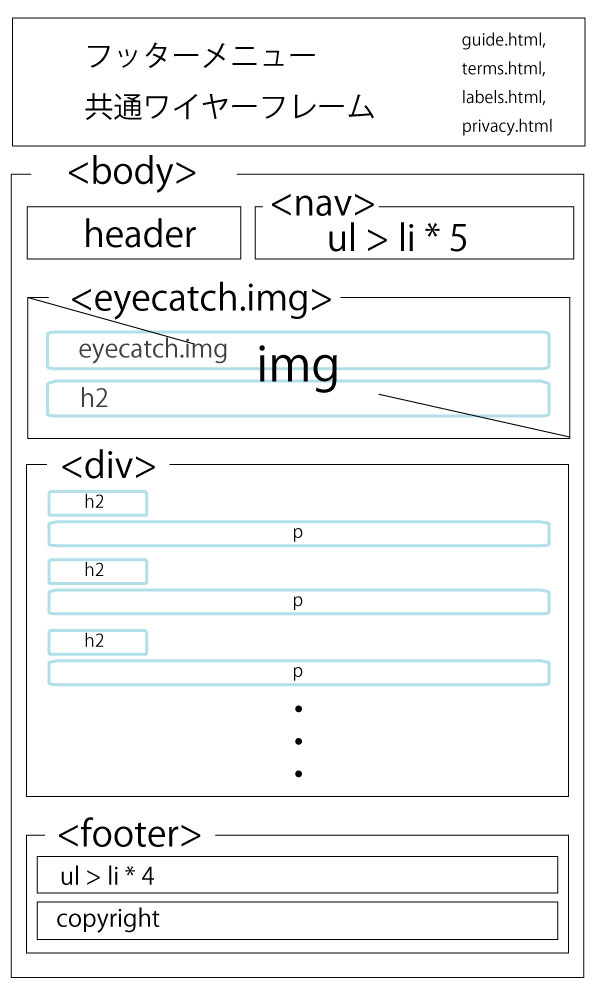 フッターメニュー
共通ワイヤーフレーム
guide.html,
terms.html,
labels.html,
privacy.html
<body>
header
<nav>
ul > li * 5
<eyecatch.img>
eyecatch.img
img
h2
<div>
h2
p
h2
p
h2
p
<footer>
ul > li * 4
copyright